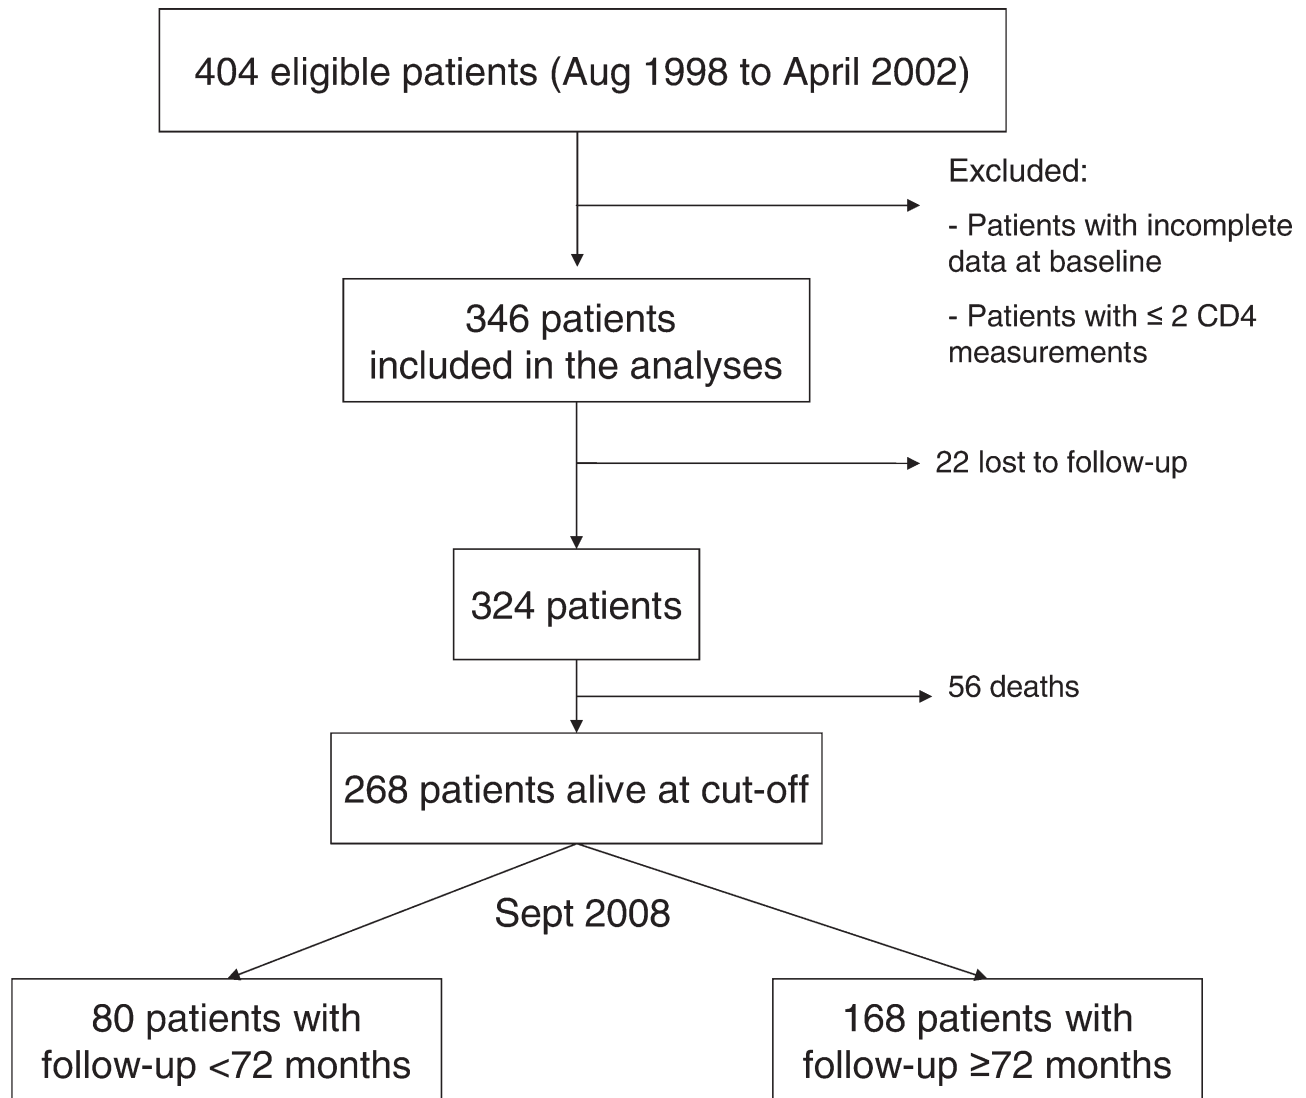 404 eligible patients (Aug 1998 to April 2002)
Excluded:
- Patients with incomplete
data at baseline
- Patients with ≤ 2 CD4
measurements
346 patients
included in the analyses
22 lost to follow-up
324 patients
56 deaths
268 patients alive at cut-off
Sept 2008
80 patients with
follow-up <72 months
168 patients with
follow-up ≥72 months